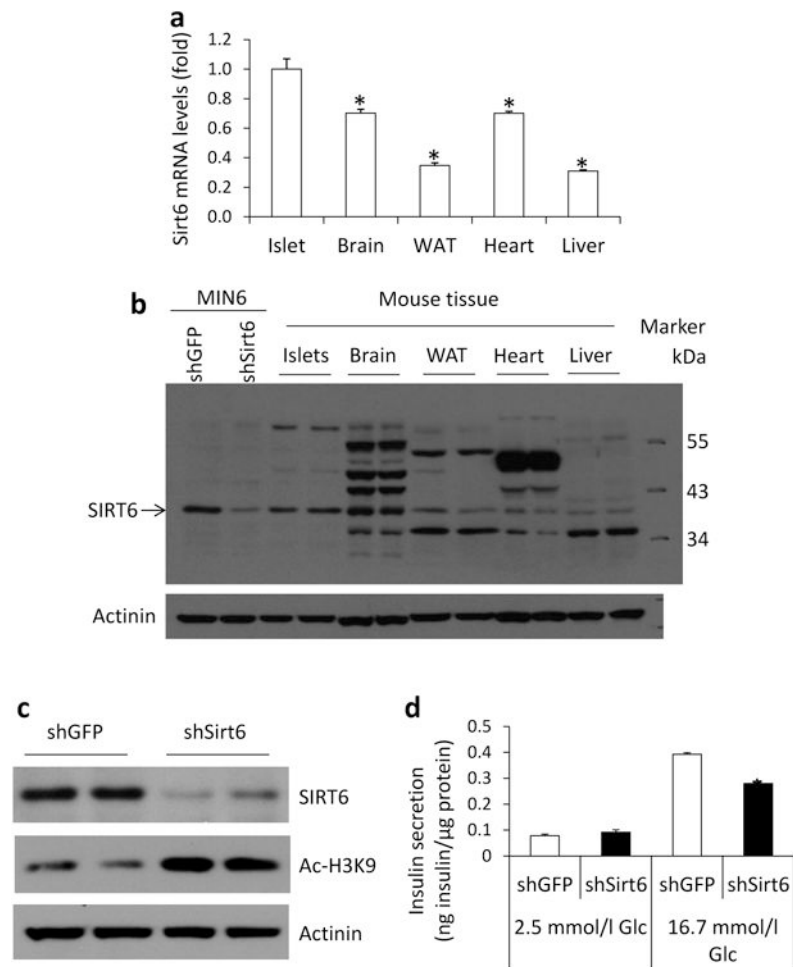 a
Sirt6 mRNA levels (fold)
1.2
1.0
0.8
0.6
0.4
0.2
0.0
* * * *
Islet Brain WAT Heart Liver
b
MIN6 Mouse tissue
shGFP shSirt6 Islets Brain WAT Heart Liver Marker kDa
55
43
SIRT6
34
Actinin
c
shGFP shSirt6
SIRT6
Ac-H3K9
Actinin
d
Insulin secretion
(ng insulin/μg protein)
0.5
0.4
0.3
0.2
0.1
0
*
shGFP shSirt6 shGFP shSirt6
2.5 mmol/l Glc 16.7 mmol/l
Glc